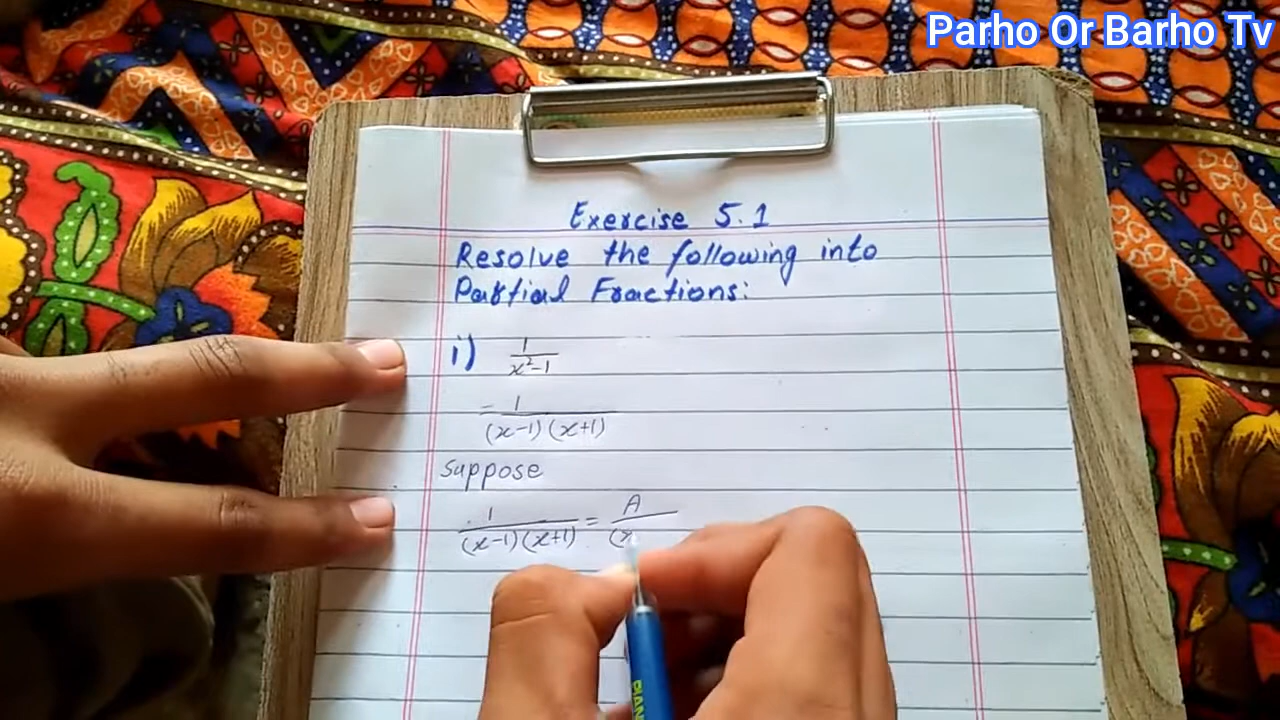 Parho Or Barho Tv
Exercise 5.1
Resolve the following into
Partial Fractions:
i) 1/(x²-1)
= 1/((x-1)(x+1))
suppose
1/((x-1)(x+1)) = A/(x
PIAN